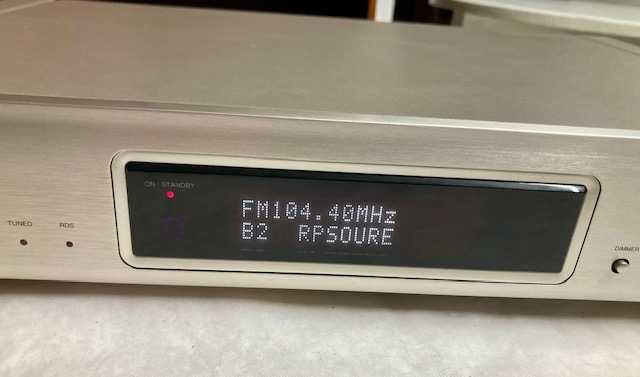 ON / STANDBY
FM104.40MHz
B2 RPSOURE
TUNED RDS
DIMMER